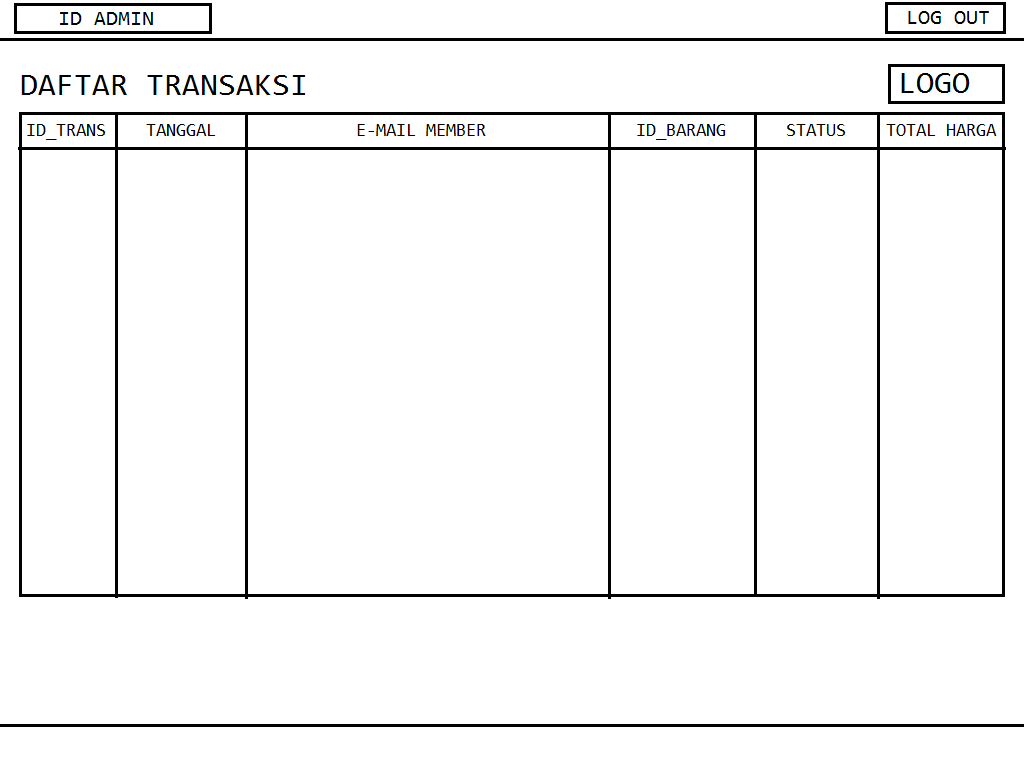 ID ADMIN
LOG OUT
DAFTAR TRANSAKSI
LOGO
ID_TRANS
TANGGAL
E-MAIL MEMBER
ID_BARANG
STATUS
TOTAL HARGA